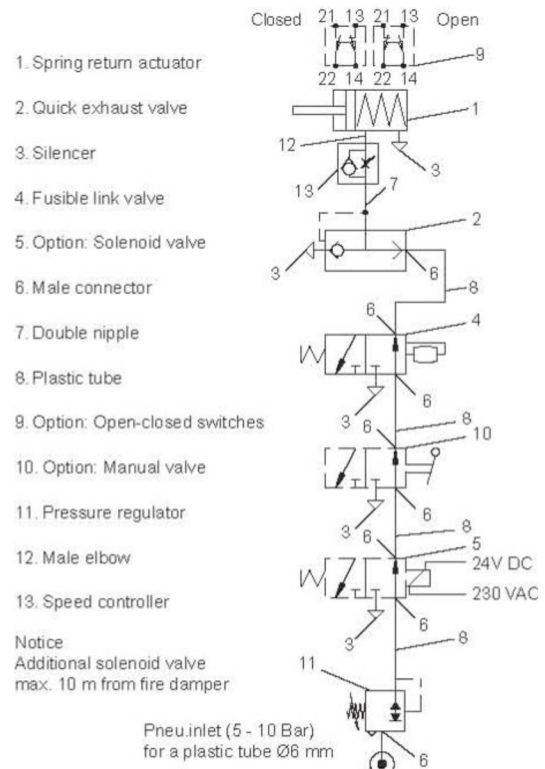 Closed
21 13
21 13
Open
22 14
22 14
9
1. Spring return actuator
2. Quick exhaust valve
3. Silencer
4. Fusible link valve
5. Option: Solenoid valve
6. Male connector
7. Double nipple
8. Plastic tube
9. Option: Open-closed switches
10. Option: Manual valve
11. Pressure regulator
12. Male elbow
13. Speed controller
Notice
Additional solenoid valve
max. 10 m from fire damper
1
12
3
13
7
2
3
6
8
6
4
3
6
8
6
10
3
6
8
6
5
24V DC
230 VAC
3
6
8
11
Pneu.inlet (5 - 10 Bar)
for a plastic tube Ø6 mm
6